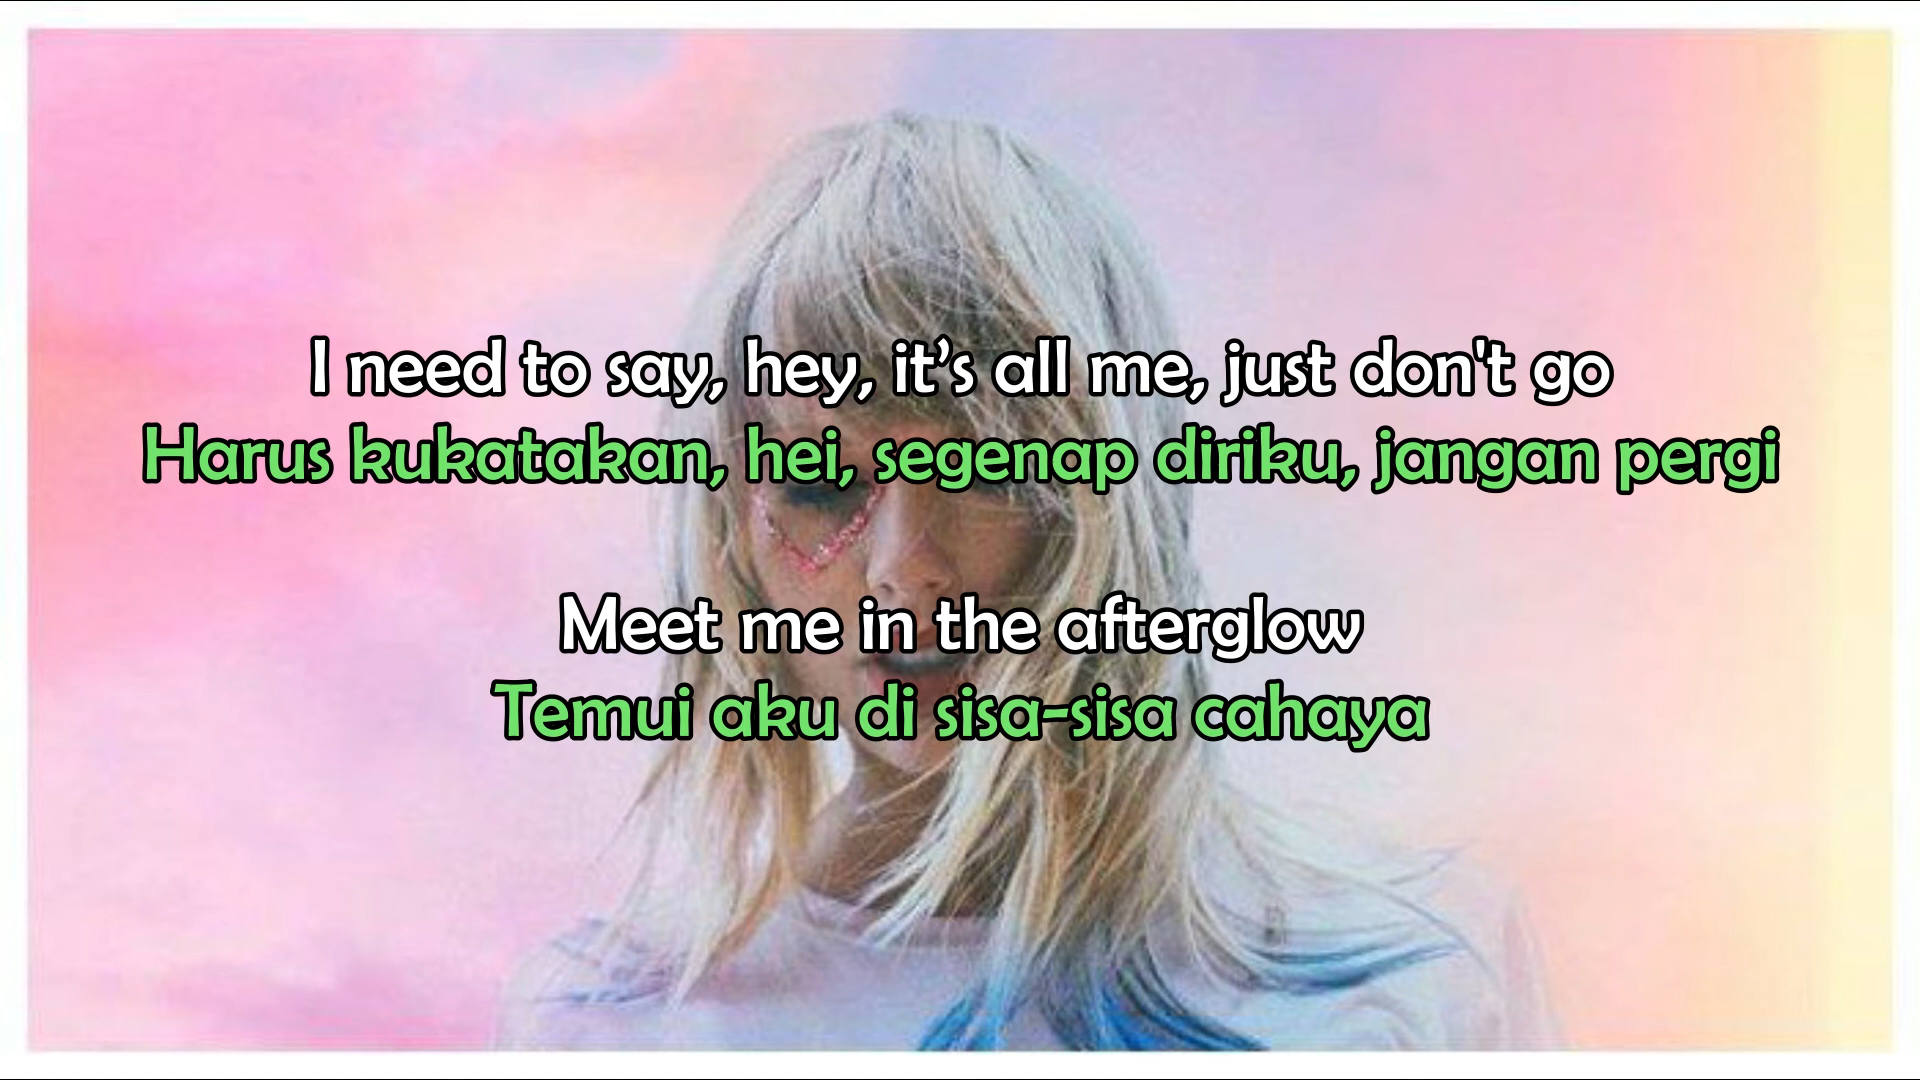 I need to say, hey, it’s all me, just don't go
Harus kukatakan, hei, segenap diriku, jangan pergi
Meet me in the afterglow
Temui aku di sisa-sisa cahaya